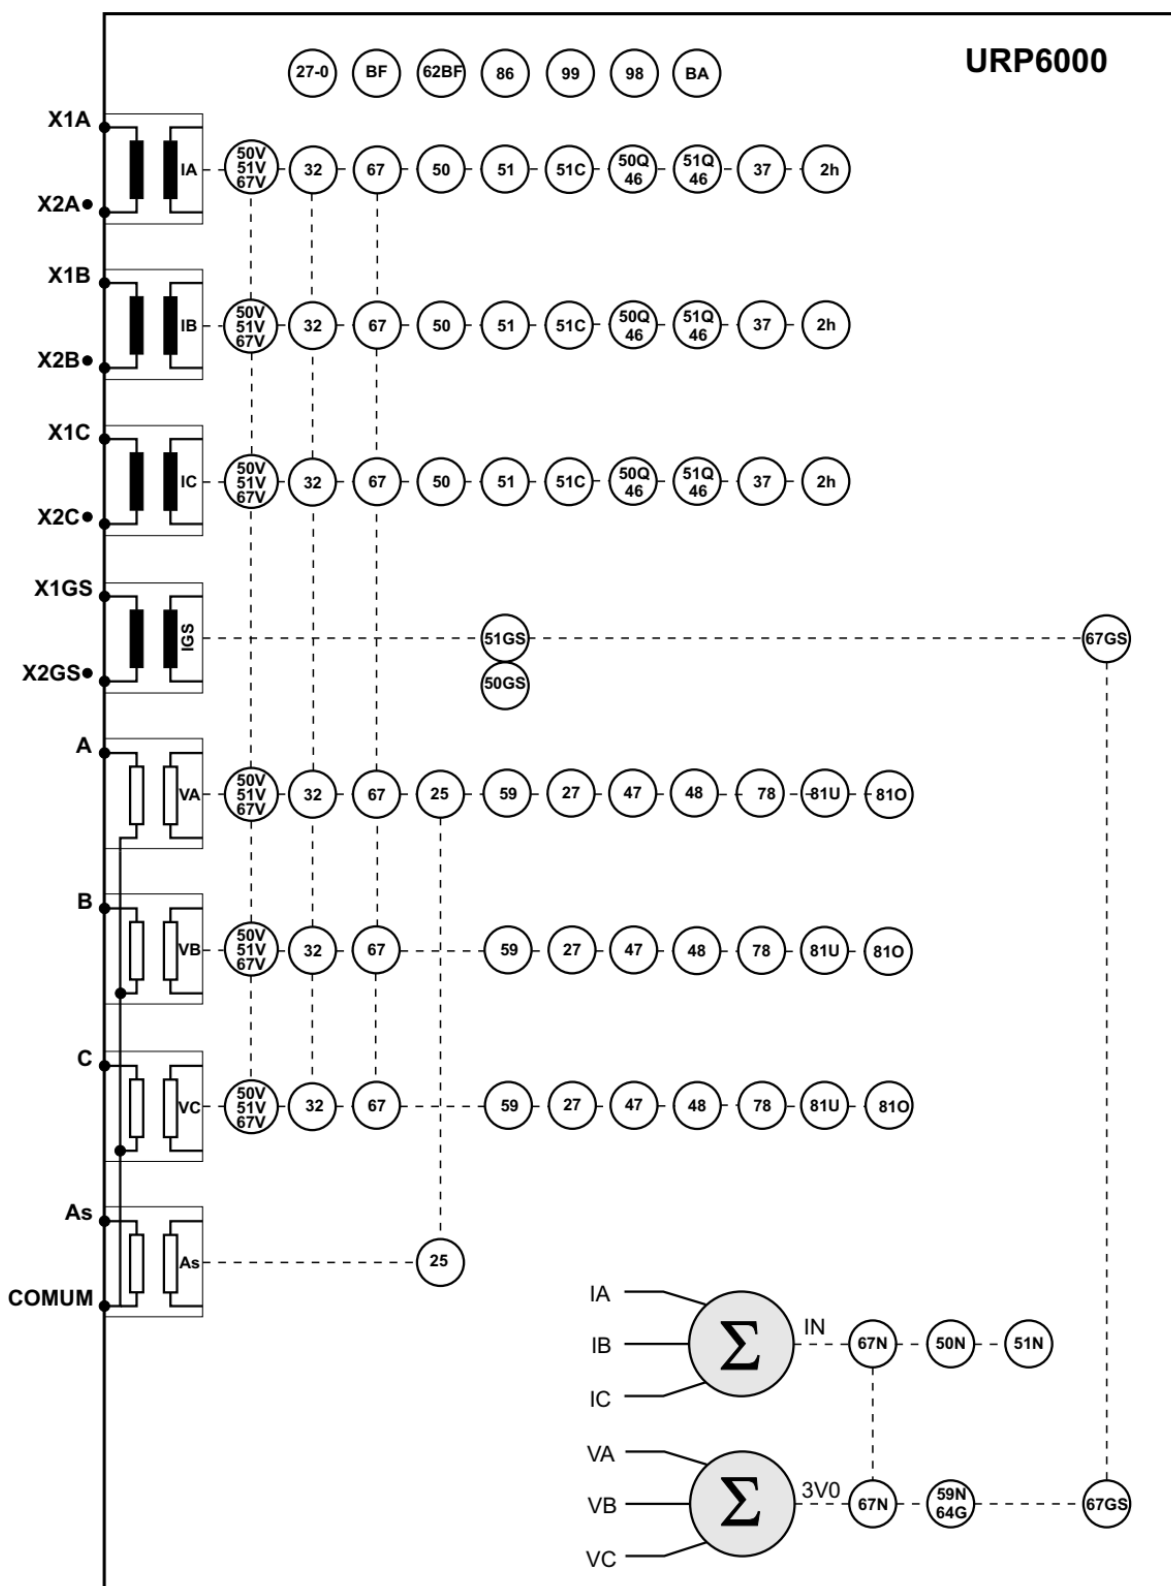 URP6000
27-0 BF 62BF 86 99 98 BA
X1A
50V 51V 67V
IA 32 67 50 51 51C 50Q 46 51Q 46 37 2h
X2A
X1B
50V 51V 67V
IB 32 67 50 51 51C 50Q 46 51Q 46 37 2h
X2B
X1C
50V 51V 67V
IC 32 67 50 51 51C 50Q 46 51Q 46 37 2h
X2C
X1GS
IGS 51GS 67GS
X2GS
50GS
A
50V 51V 67V
VA 32 67 25 59 27 47 48 78 81U 81O
B
50V 51V 67V
VB 32 67 59 27 47 48 78 81U 81O
C
50V 51V 67V
VC 32 67 59 27 47 48 78 81U 81O
As
As 25
COMUM
IA
IB Σ IN 67N 50N 51N
IC
VA
VB Σ 3V0 67N 59N 64G 67GS
VC